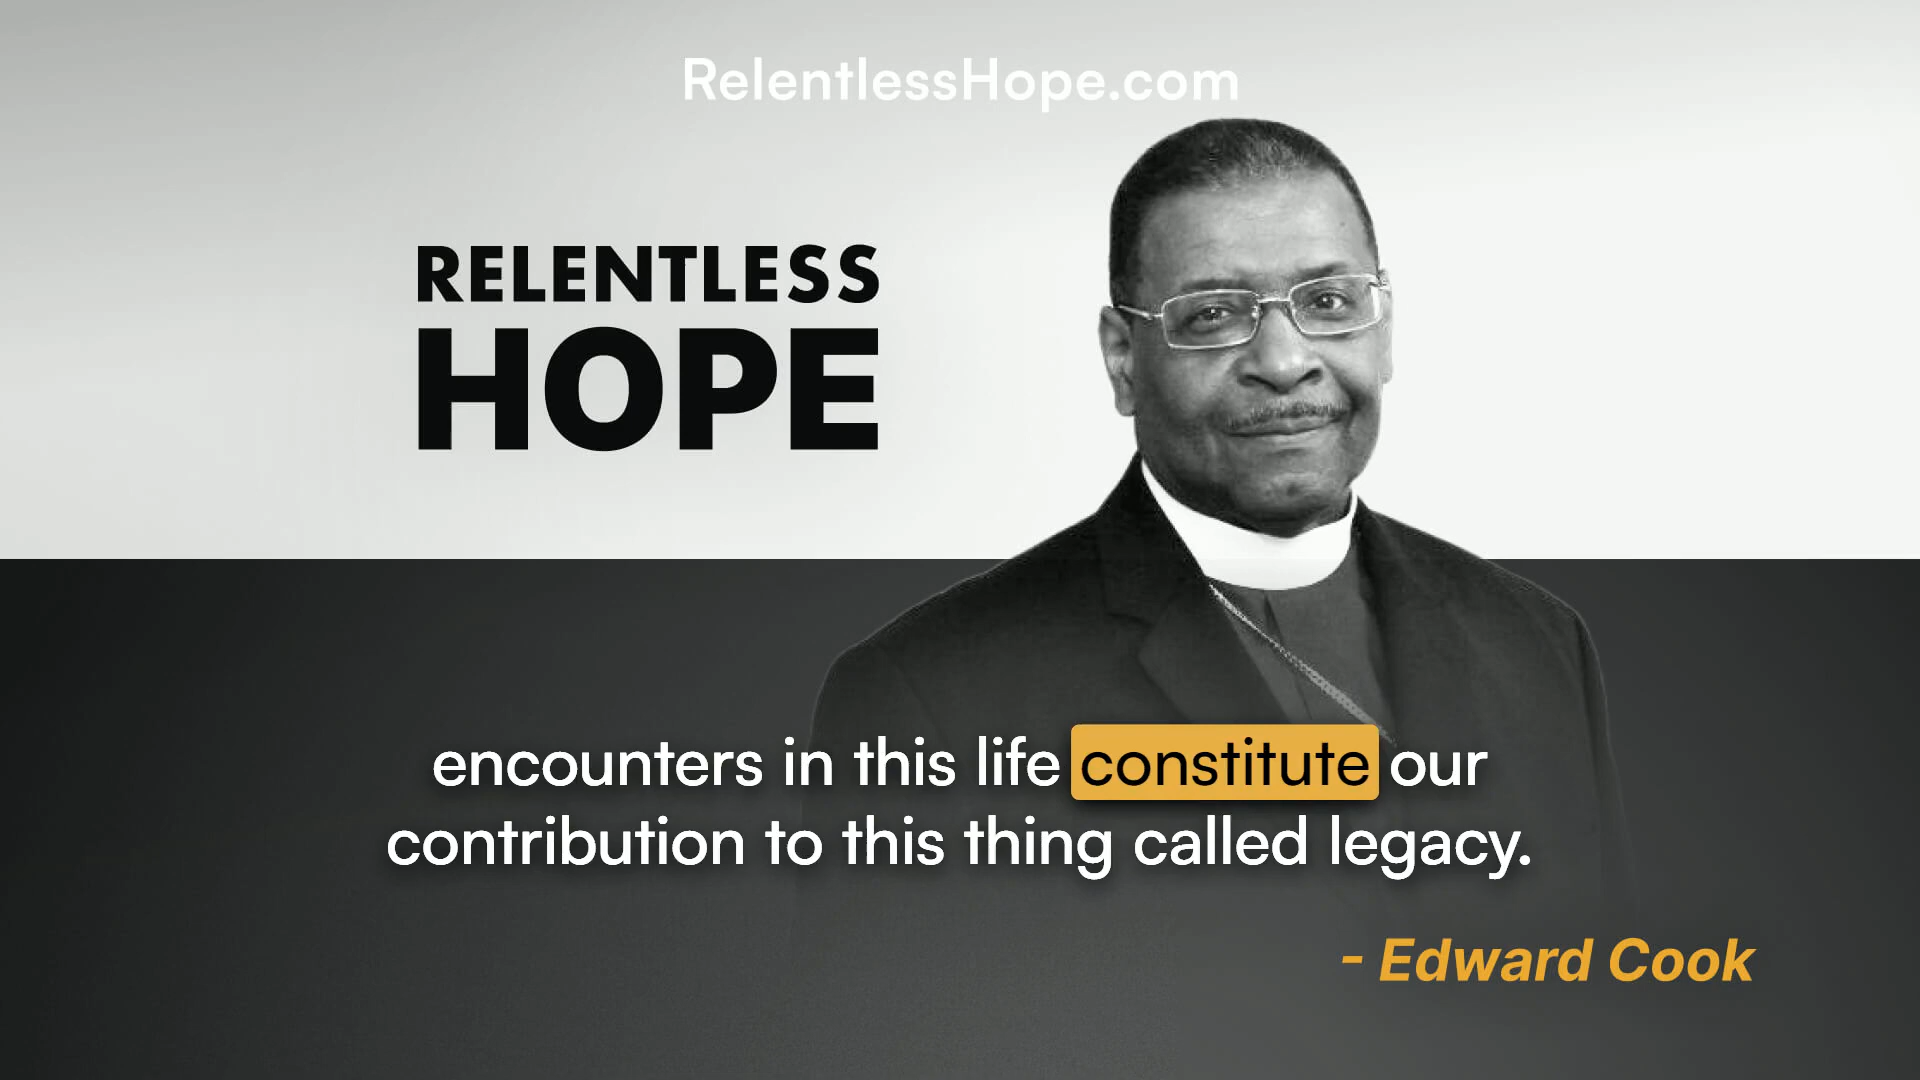 RelentlessHope.com
RELENTLESS
HOPE
encounters in this life constitute our
contribution to this thing called legacy.
- Edward Cook